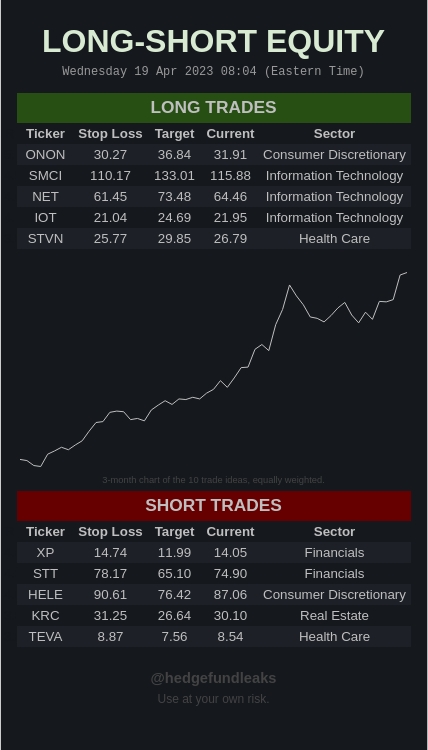 LONG-SHORT EQUITY
Wednesday 19 Apr 2023 08:04 (Eastern Time)
LONG TRADES
Ticker Stop Loss Target Current Sector
ONON 30.27 36.84 31.91 Consumer Discretionary
SMCI 110.17 133.01 115.88 Information Technology
NET 61.45 73.48 64.46 Information Technology
IOT 21.04 24.69 21.95 Information Technology
STVN 25.77 29.85 26.79 Health Care
3-month chart of the 10 trade ideas, equally weighted.
SHORT TRADES
Ticker Stop Loss Target Current Sector
XP 14.74 11.99 14.05 Financials
STT 78.17 65.10 74.90 Financials
HELE 90.61 76.42 87.06 Consumer Discretionary
KRC 31.25 26.64 30.10 Real Estate
TEVA 8.87 7.56 8.54 Health Care
@hedgefundleaks
Use at your own risk.